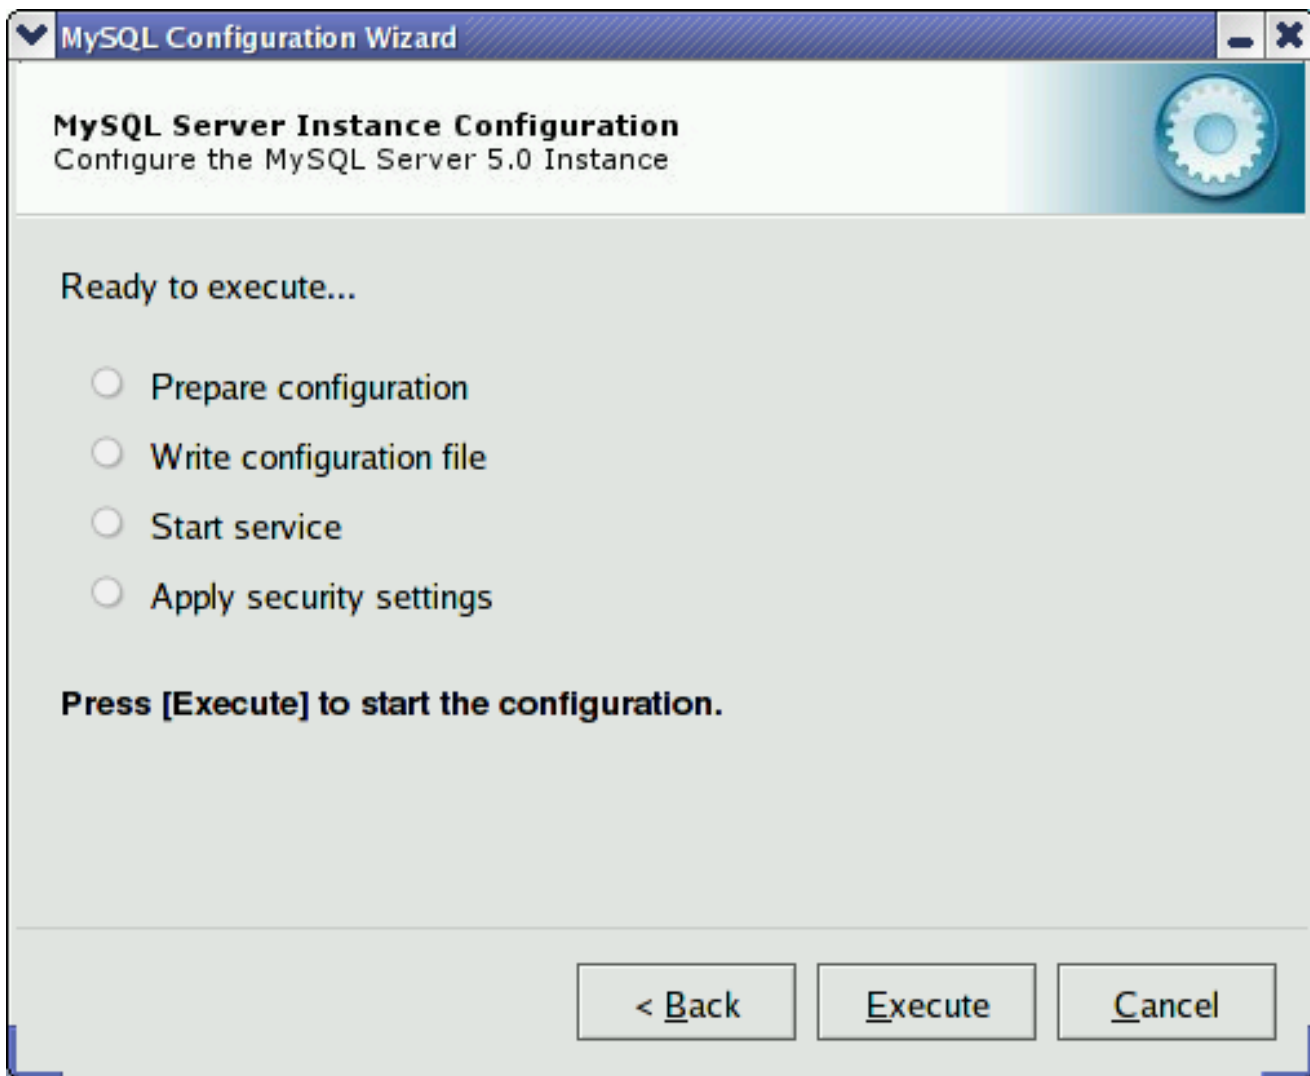 MySQL Configuration Wizard
MySQL Server Instance Configuration
Configure the MySQL Server 5.0 Instance
Ready to execute...
Prepare configuration
Write configuration file
Start service
Apply security settings
Press [Execute] to start the configuration.
< Back
Execute
Cancel